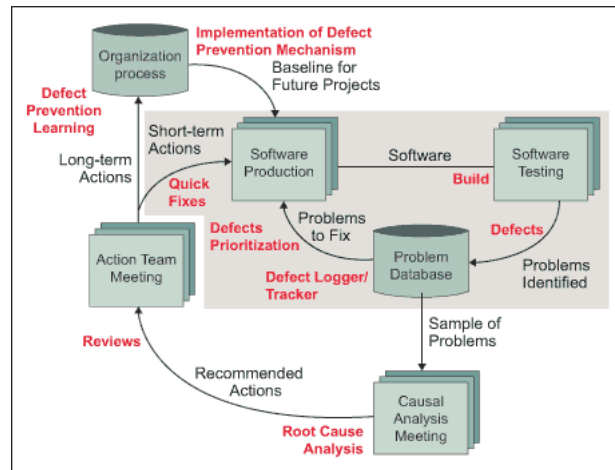 Implementation of Defect
Prevention Mechanism
Baseline for
Future Projects
Organization
process
Defect
Prevention
Learning
Short-term
Actions
Long-term
Actions
Quick
Fixes
Software
Production
Software
Build
Software
Testing
Defects
Prioritization
Problems
to Fix
Defects
Problem
Database
Problems
Identified
Defect Logger/
Tracker
Action Team
Meeting
Sample of
Problems
Reviews
Recommended
Actions
Causal
Analysis
Meeting
Root Cause
Analysis